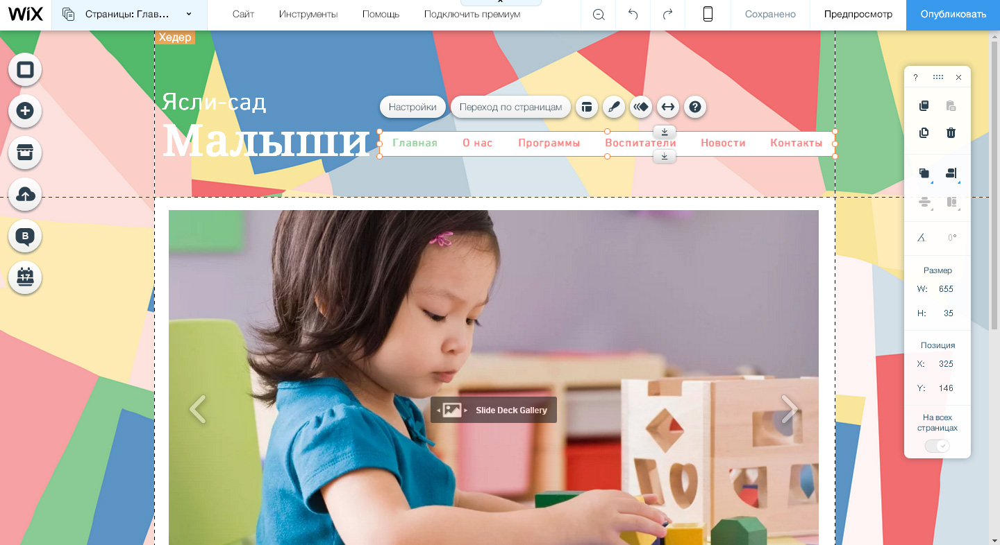 WiX
Страницы: Глав...
Сайт
Инструменты
Помощь
Подключить премиум
Сохранено
Предпросмотр
Опубликовать
Хедер
Ясли-сад
Малыши
Настройки
Переход по страницам
?
Главная
О нас
Программы
Воспитатели
Новости
Контакты
B
17
Slide Deck Gallery
?
0°
Размер
W: 655
H: 35
Позиция
X: 325
Y: 146
На всех
страницах